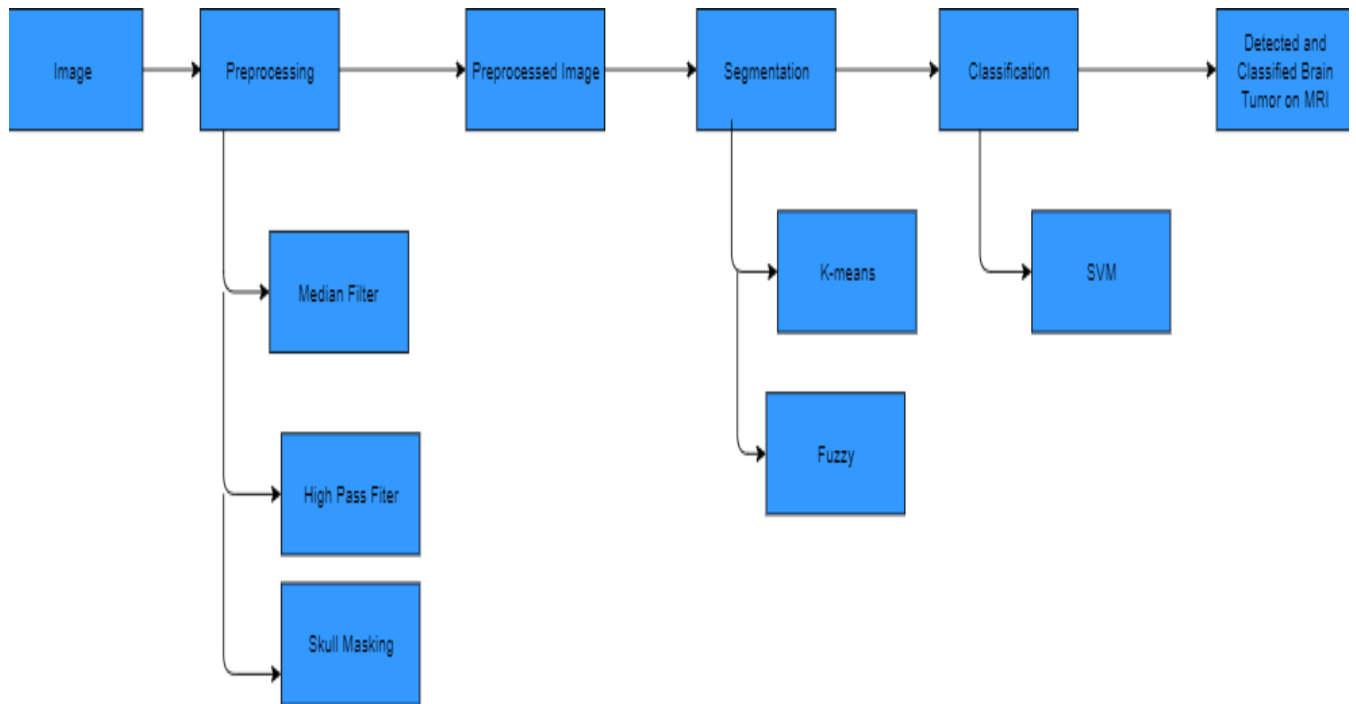 Image
Preprocessing
Preprocessed Image
Segmentation
Classification
Detected and
Classified Brain
Tumor on MRI
Median Filter
K-means
SVM
High Pass Fiter
Fuzzy
Skull Masking